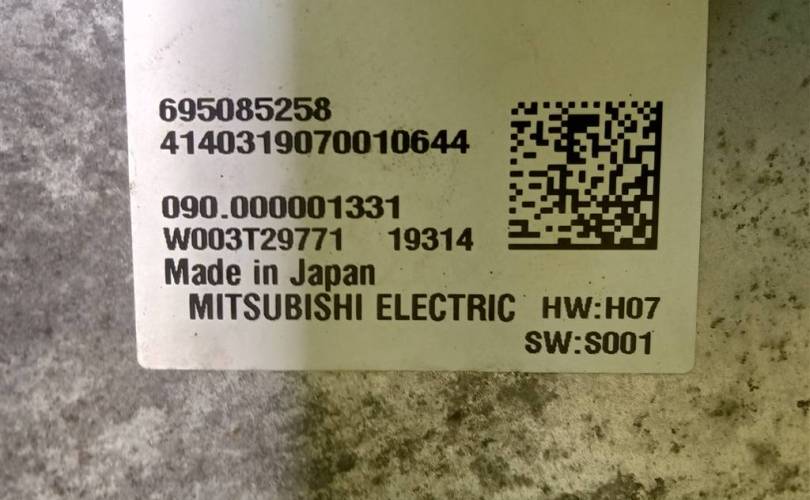 695085258
4140319070010644
090.000001331
W003T29771 19314
Made in Japan
MITSUBISHI ELECTRIC HW:H07
SW:S001